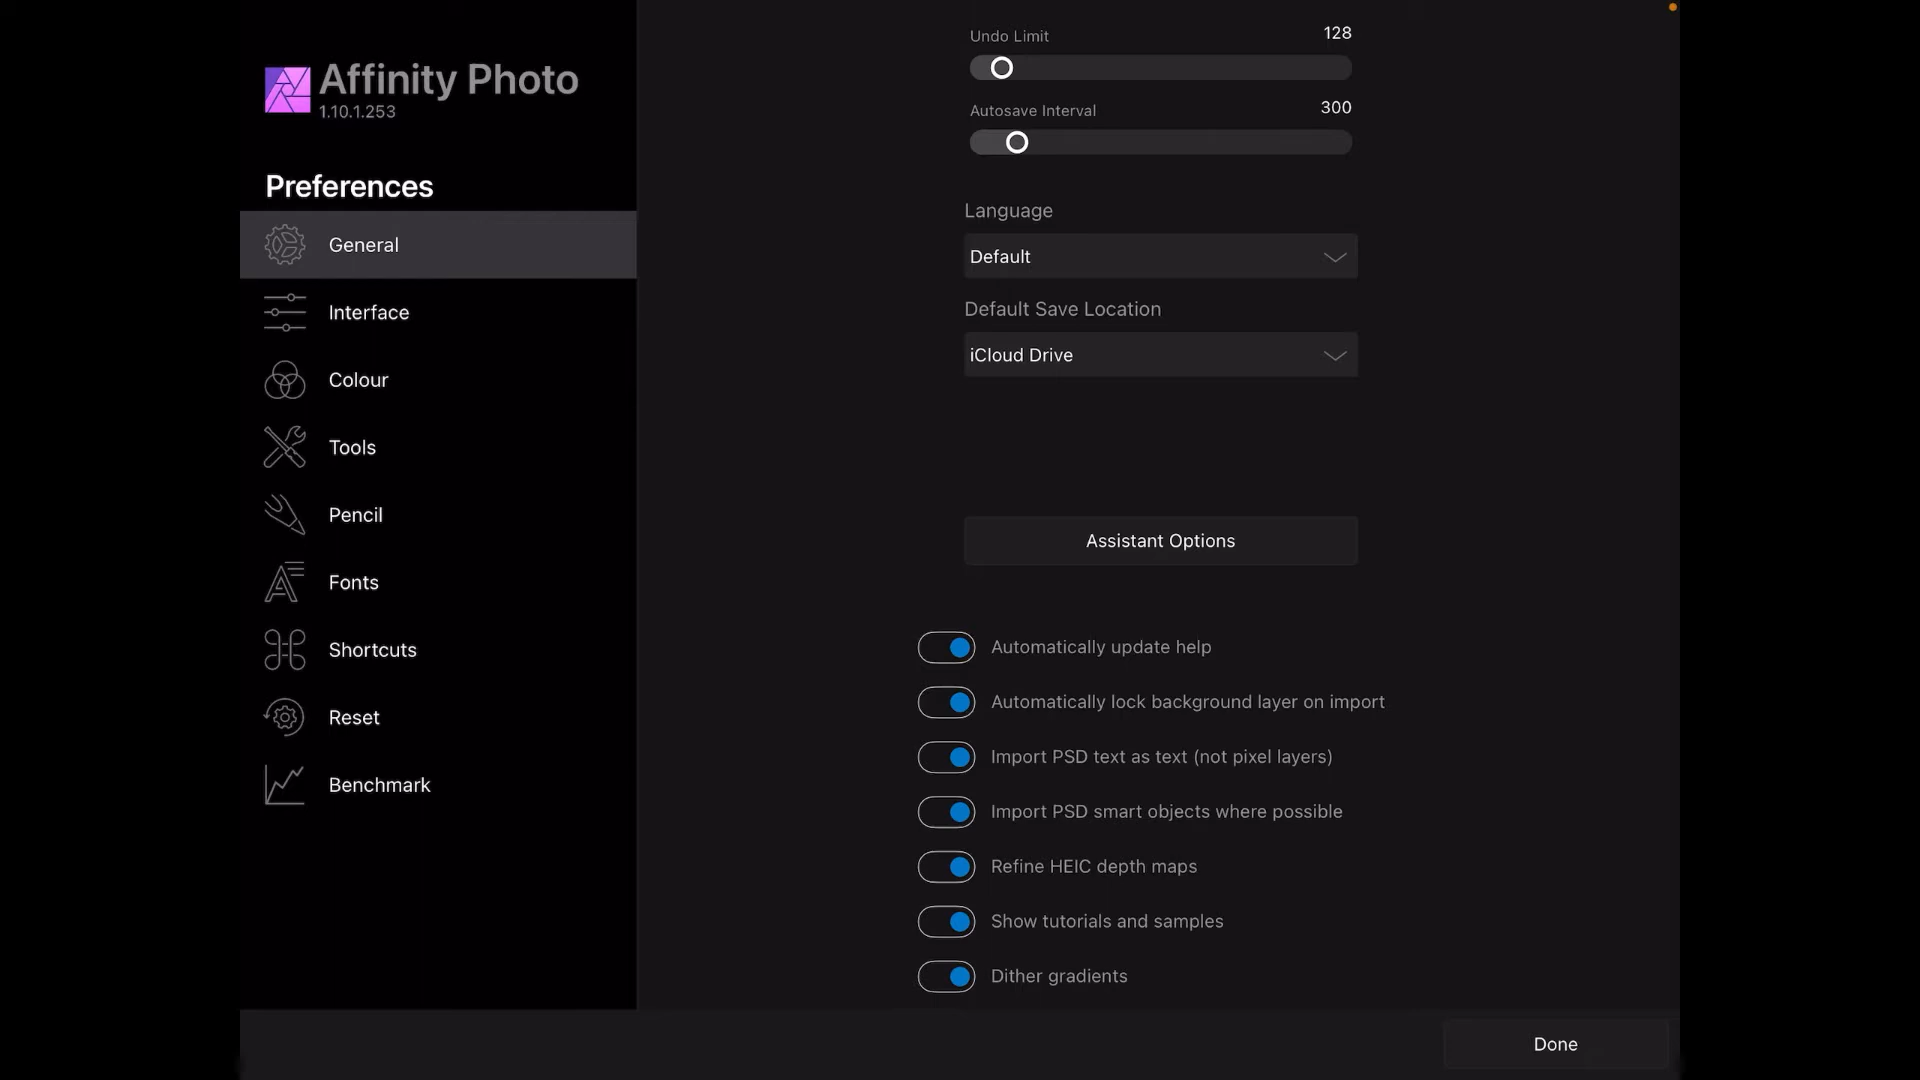 Affinity Photo
1.10.1.253
Preferences
General
Interface
Colour
Tools
Pencil
Fonts
Shortcuts
Reset
Benchmark
Undo Limit 128
Autosave Interval 300
Language
Default
Default Save Location
iCloud Drive
Assistant Options
Automatically update help
Automatically lock background layer on import
Import PSD text as text (not pixel layers)
Import PSD smart objects where possible
Refine HEIC depth maps
Show tutorials and samples
Dither gradients
Done